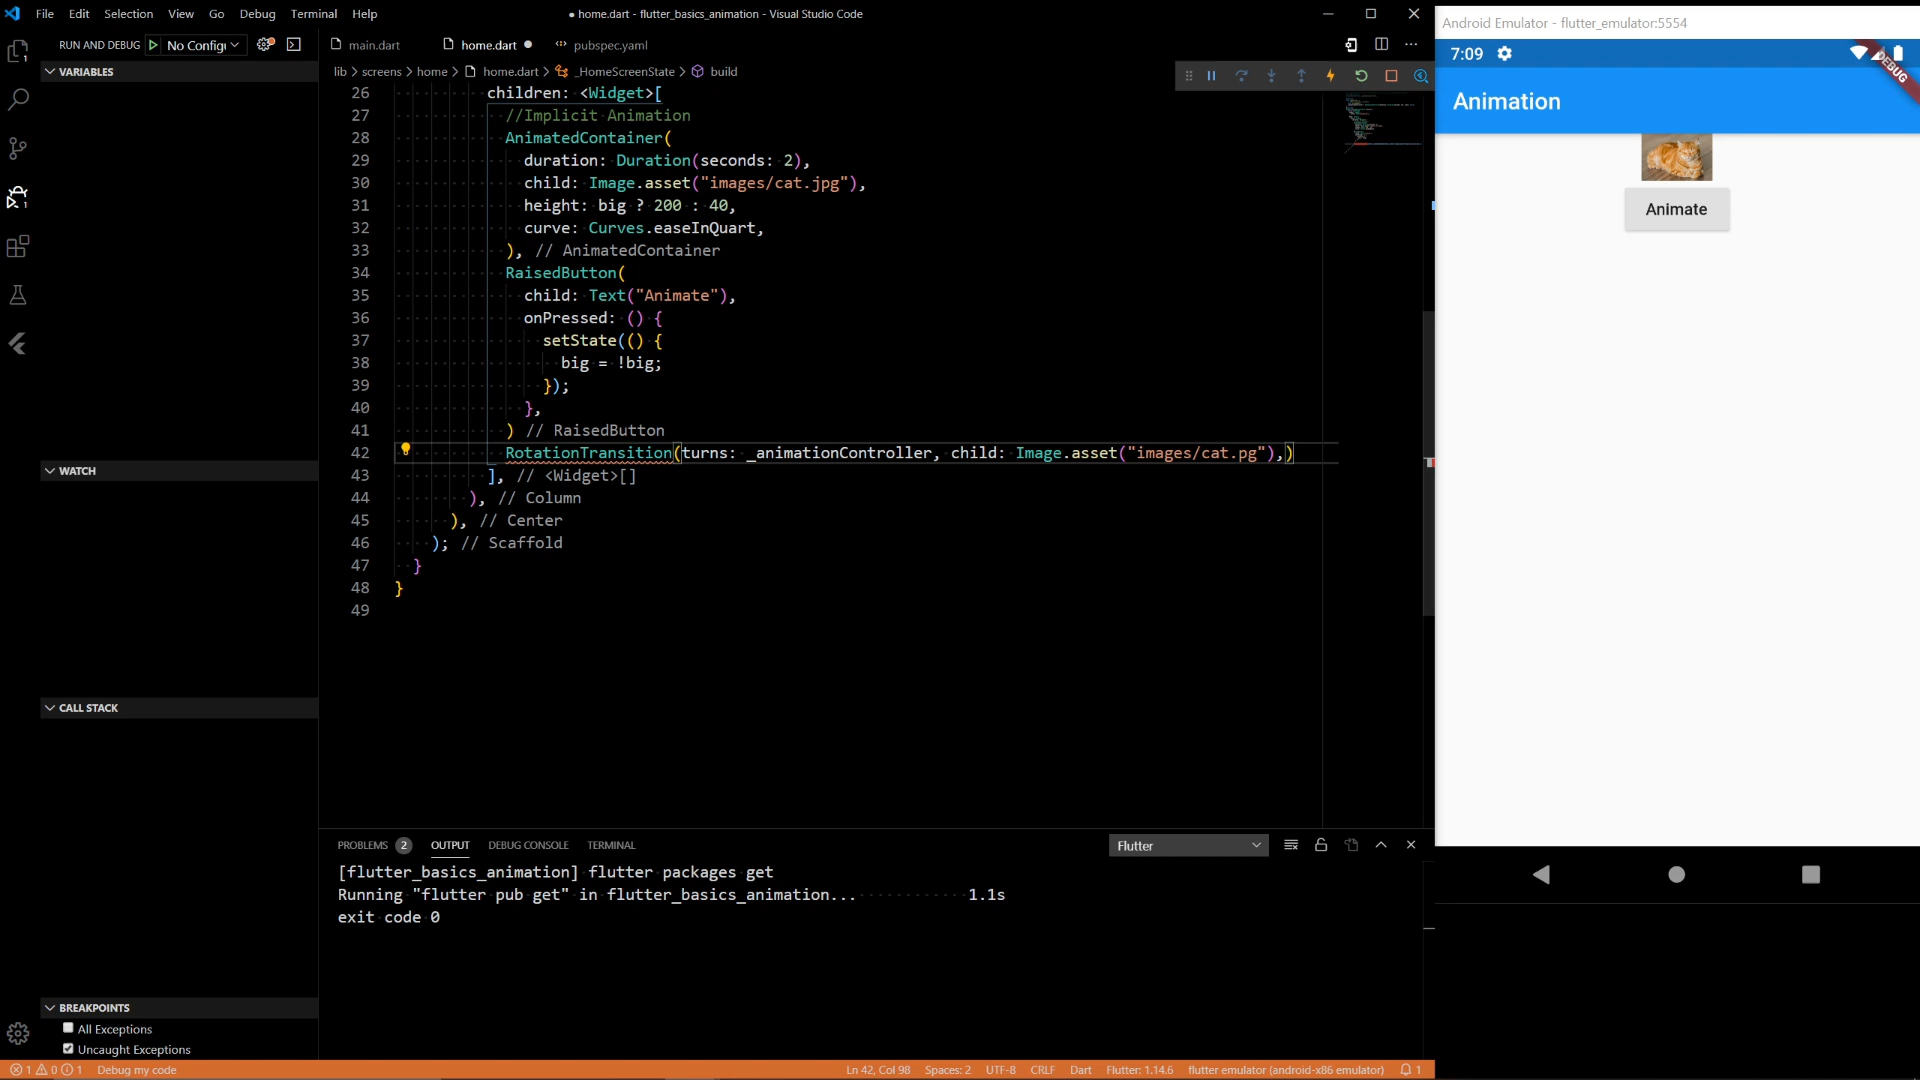 File Edit Selection View Go Debug Terminal Help
● home.dart - flutter_basics_animation - Visual Studio Code
RUN AND DEBUG No Config
VARIABLES
WATCH
CALL STACK
BREAKPOINTS
All Exceptions
Uncaught Exceptions
main.dart home.dart pubspec.yaml
lib > screens > home > home.dart > _HomeScreenState > build
26 children: <Widget>[
27 //Implicit Animation
28 AnimatedContainer(
29 duration: Duration(seconds: 2),
30 child: Image.asset("images/cat.jpg"),
31 height: big ? 200 : 40,
32 curve: Curves.easeInQuart,
33 ), // AnimatedContainer
34 RaisedButton(
35 child: Text("Animate"),
36 onPressed: () {
37 setState(() {
38 big = !big;
39 });
40 },
41 ) // RaisedButton
42 RotationTransition(turns: _animationController, child: Image.asset("images/cat.pg"),)
43 ], // <Widget>[]
44 ), // Column
45 ), // Center
46 ); // Scaffold
47 }
48 }
49
PROBLEMS 2 OUTPUT DEBUG CONSOLE TERMINAL
Flutter
[flutter_basics_animation] flutter packages get
Running "flutter pub get" in flutter_basics_animation... 1.1s
exit code 0
1 0 1 Debug my code
Ln 42, Col 98 Spaces: 2 UTF-8 CRLF Dart Flutter: 1.14.6 flutter emulator (android-x86 emulator) 1
Android Emulator - flutter_emulator:5554
7:09
DEBUG
Animation
Animate